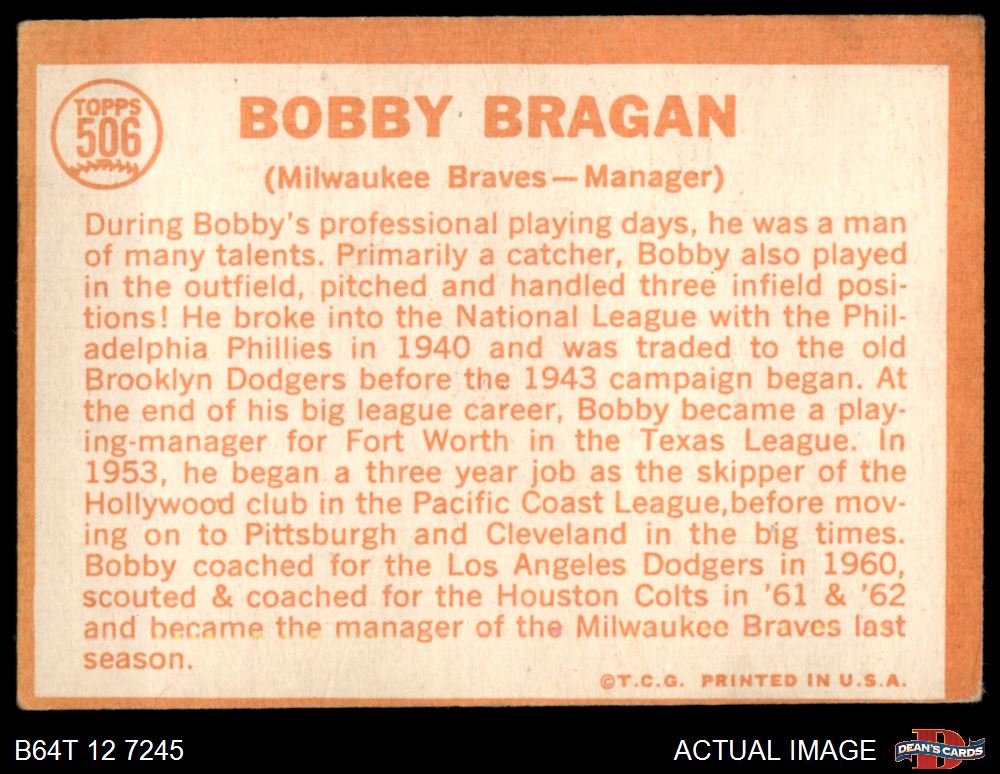 TOPPS
506
BOBBY BRAGAN
(Milwaukee Braves—Manager)
During Bobby's professional playing days, he was a man
of many talents. Primarily a catcher, Bobby also played
in the outfield, pitched and handled three infield posi-
tions! He broke into the National League with the Phil-
adelphia Phillies in 1940 and was traded to the old
Brooklyn Dodgers before the 1943 campaign began. At
the end of his big league career, Bobby became a play-
ing-manager for Fort Worth in the Texas League. In
1953, he began a three year job as the skipper of the
Hollywood club in the Pacific Coast League,before mov-
ing on to Pittsburgh and Cleveland in the big times.
Bobby coached for the Los Angeles Dodgers in 1960,
scouted & coached for the Houston Colts in '61 & '62
and became the manager of the Milwaukee Braves last
season.
©T.C.G. PRINTED IN U.S.A.
B64T 12 7245
ACTUAL IMAGE
D
DEAN'S CARDS